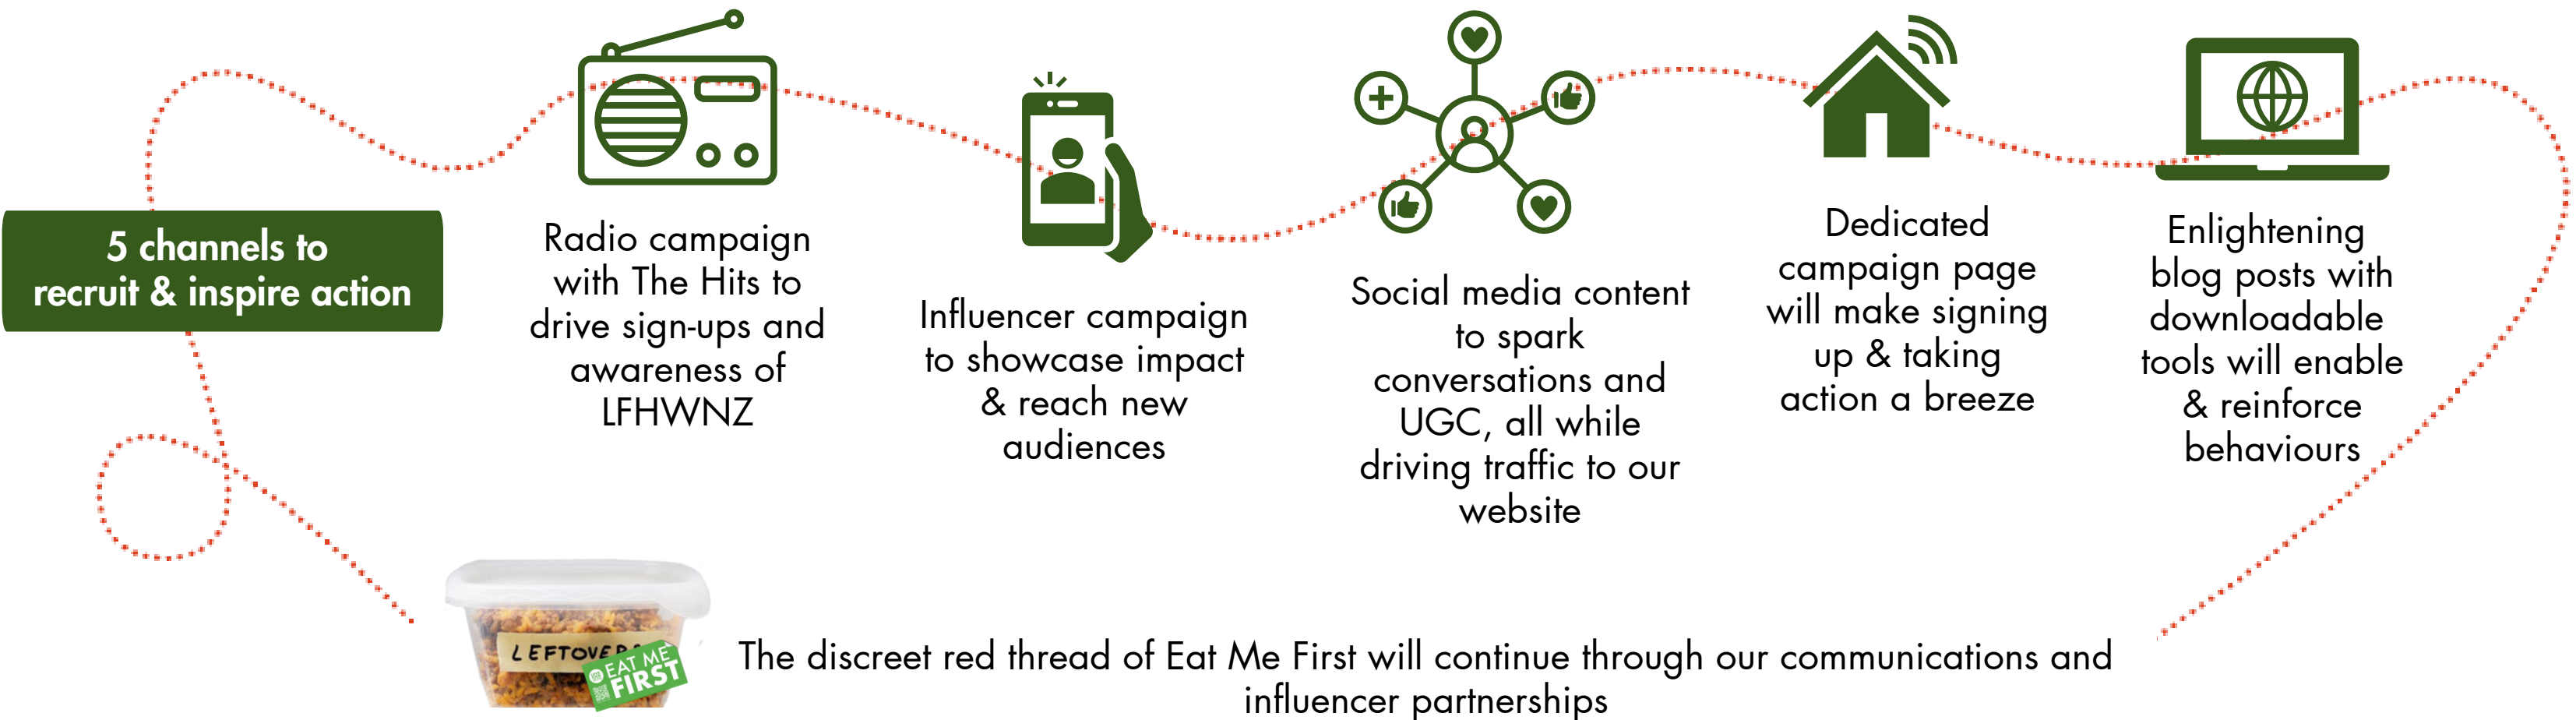 5 channels to
recruit & inspire action
Radio campaign
with The Hits to
drive sign-ups and
awareness of
LFHWNZ
Influencer campaign
to showcase impact
& reach new
audiences
Social media content
to spark
conversations and
UGC, all while
driving traffic to our
website
Dedicated
campaign page
will make signing
up & taking
action a breeze
Enlightening
blog posts with
downloadable
tools will enable
& reinforce
behaviours
LEFTOVERS
EAT ME
FIRST
The discreet red thread of Eat Me First will continue through our communications and
influencer partnerships